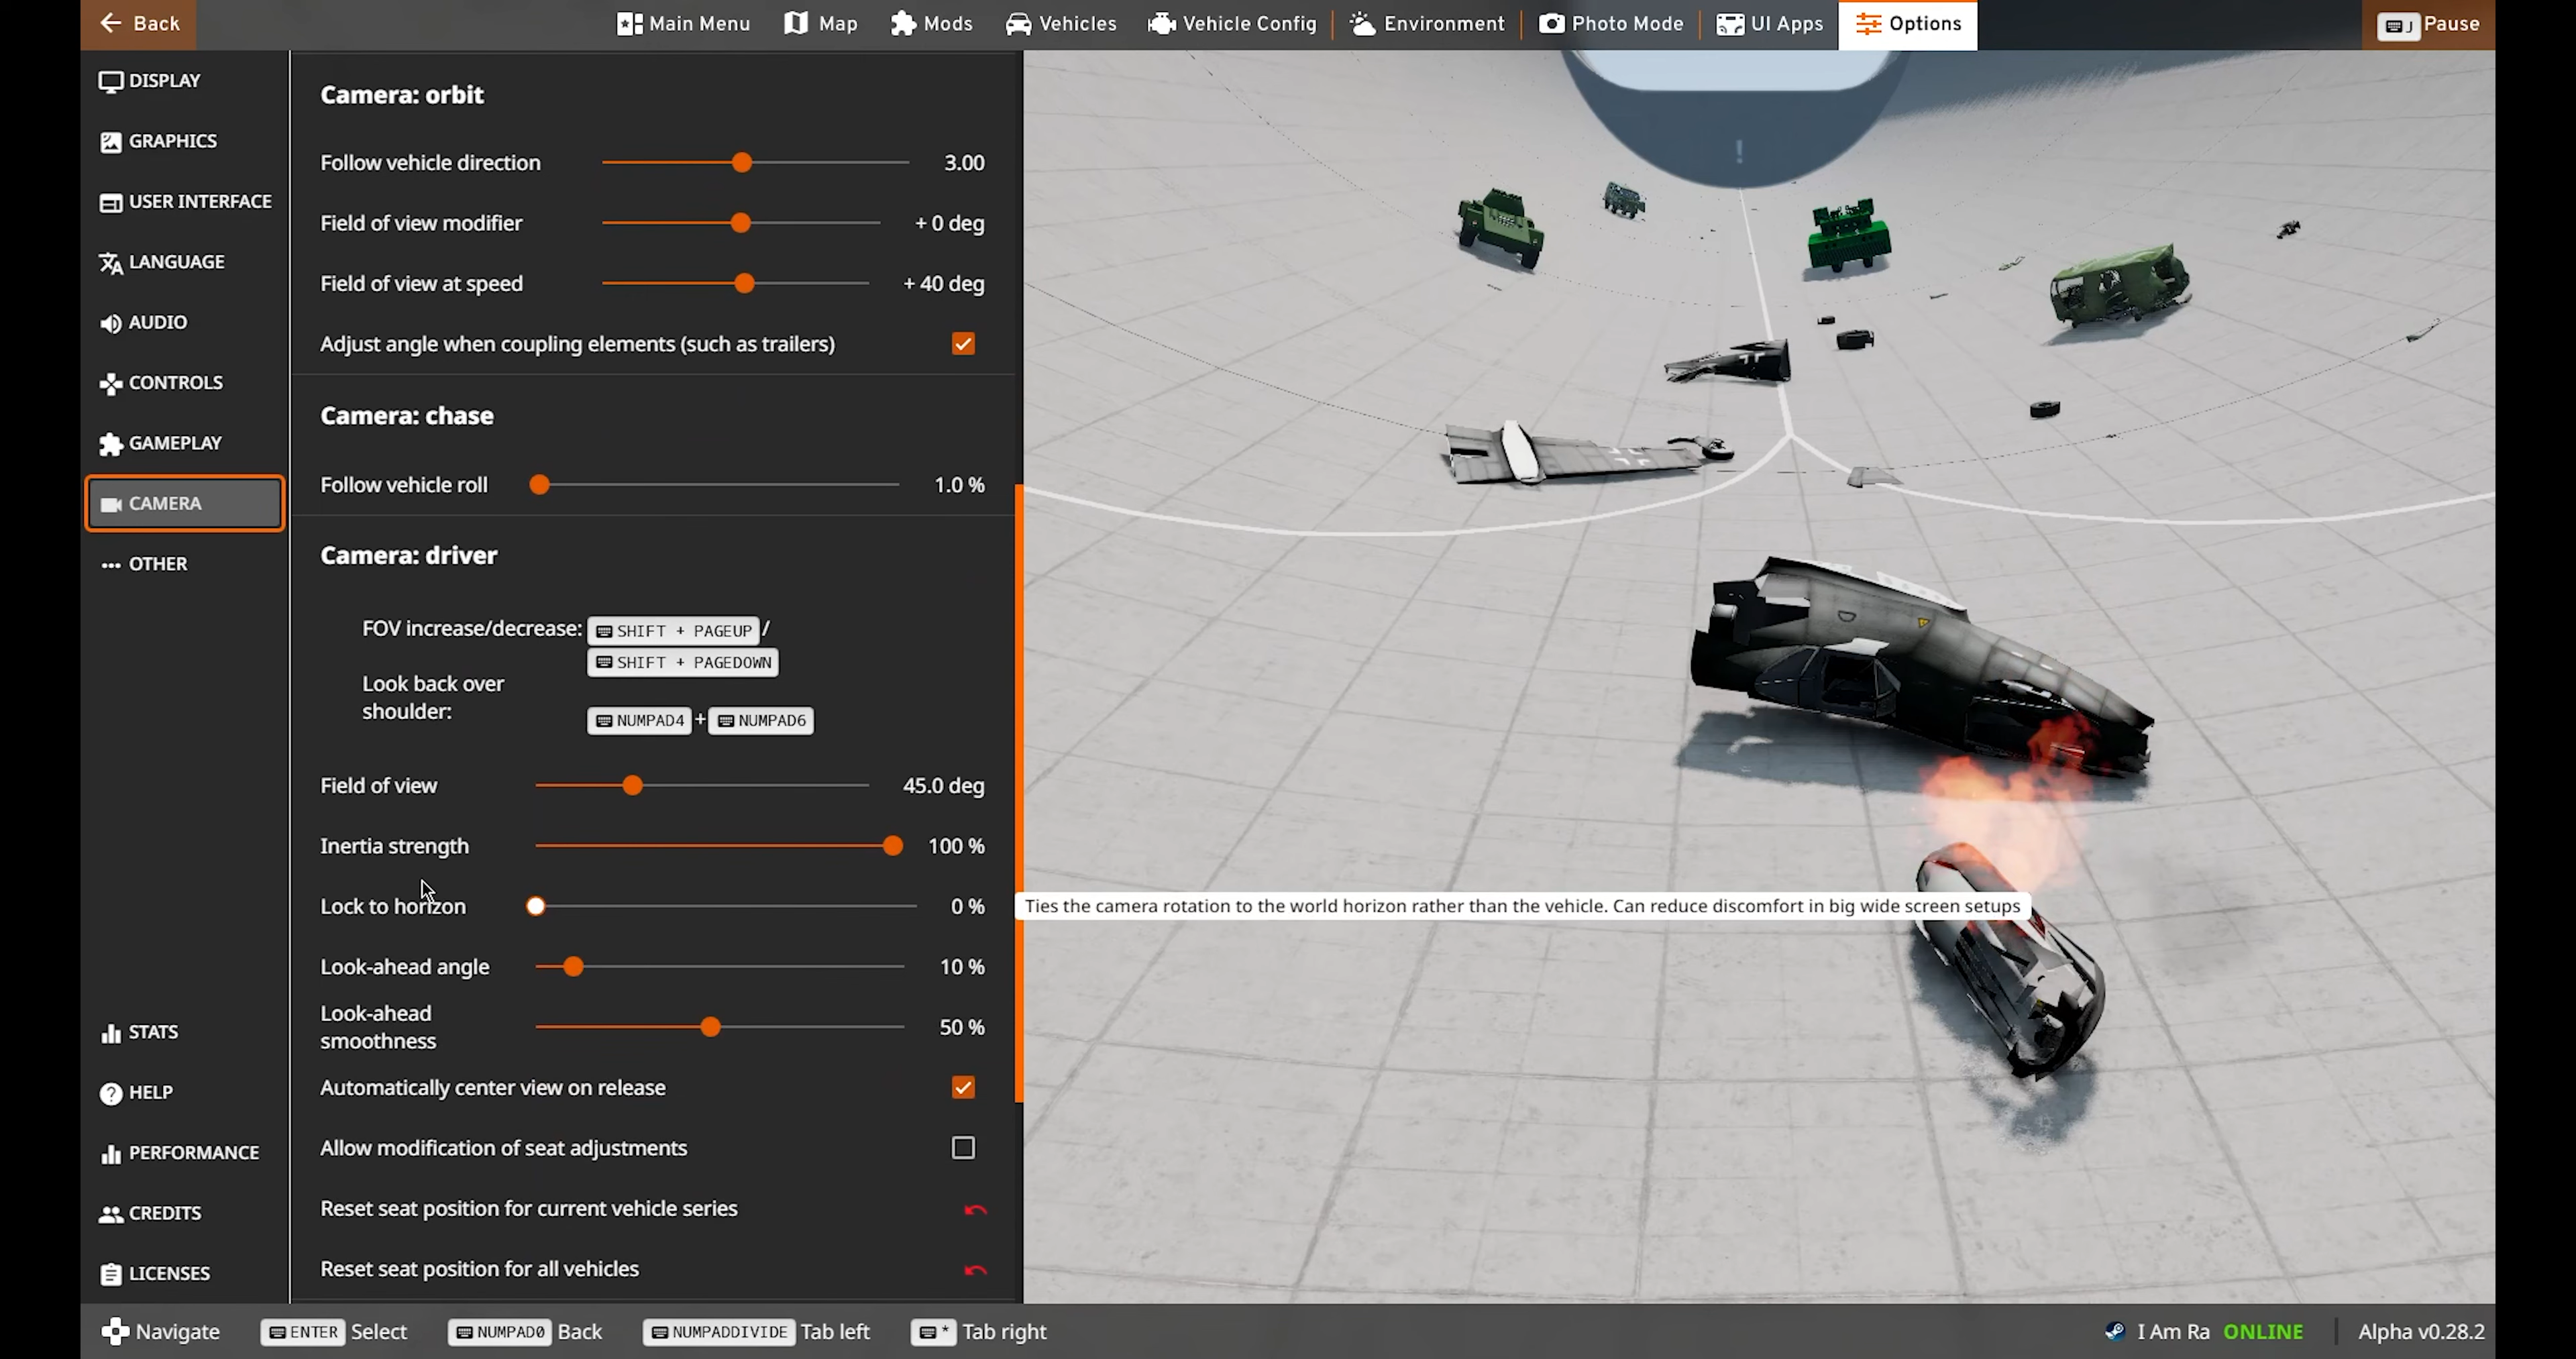 Back
Main Menu
Map
Mods
Vehicles
Vehicle Config
Environment
Photo Mode
UI Apps
Options
J Pause
DISPLAY
GRAPHICS
USER INTERFACE
LANGUAGE
AUDIO
CONTROLS
GAMEPLAY
CAMERA
OTHER
STATS
HELP
PERFORMANCE
CREDITS
LICENSES
Camera: orbit
Follow vehicle direction 3.00
Field of view modifier + 0 deg
Field of view at speed + 40 deg
Adjust angle when coupling elements (such as trailers)
Camera: chase
Follow vehicle roll 1.0 %
Camera: driver
FOV increase/decrease: SHIFT + PAGEUP /
SHIFT + PAGEDOWN
Look back over
shoulder:
NUMPAD4 + NUMPAD6
Field of view 45.0 deg
Inertia strength 100 %
Lock to horizon 0 %
Ties the camera rotation to the world horizon rather than the vehicle. Can reduce discomfort in big wide screen setups
Look-ahead angle 10 %
Look-ahead
smoothness 50 %
Automatically center view on release
Allow modification of seat adjustments
Reset seat position for current vehicle series
Reset seat position for all vehicles
Navigate
ENTER Select
NUMPAD0 Back
NUMPADDIVIDE Tab left
* Tab right
I Am Ra ONLINE
Alpha v0.28.2